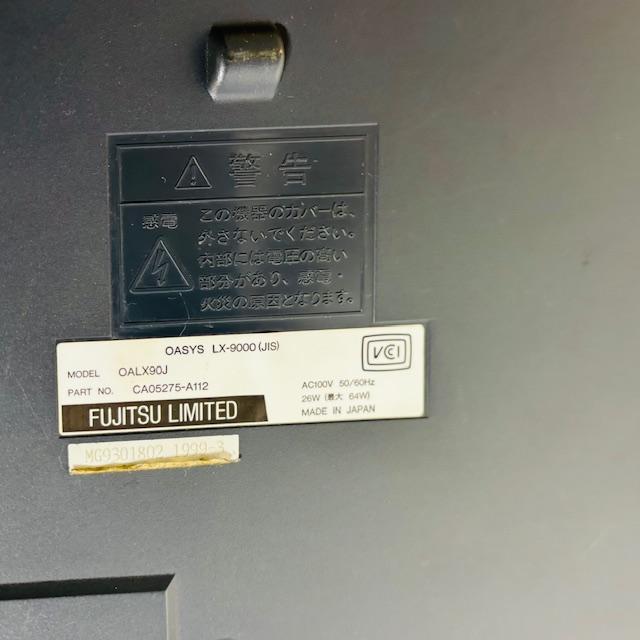 警告
感電
この機器のカバーは、
外さないでください。
内部には電圧の高い
部分があり、感電・
火災の原因となります。
OASYS LX-9000 (JIS)
MODEL OALX90J
PART NO. CA05275-A112
FUJITSU LIMITED
VCCI
AC100V 50/60Hz
26W (最大 64W)
MADE IN JAPAN
MG9301802 1999-3